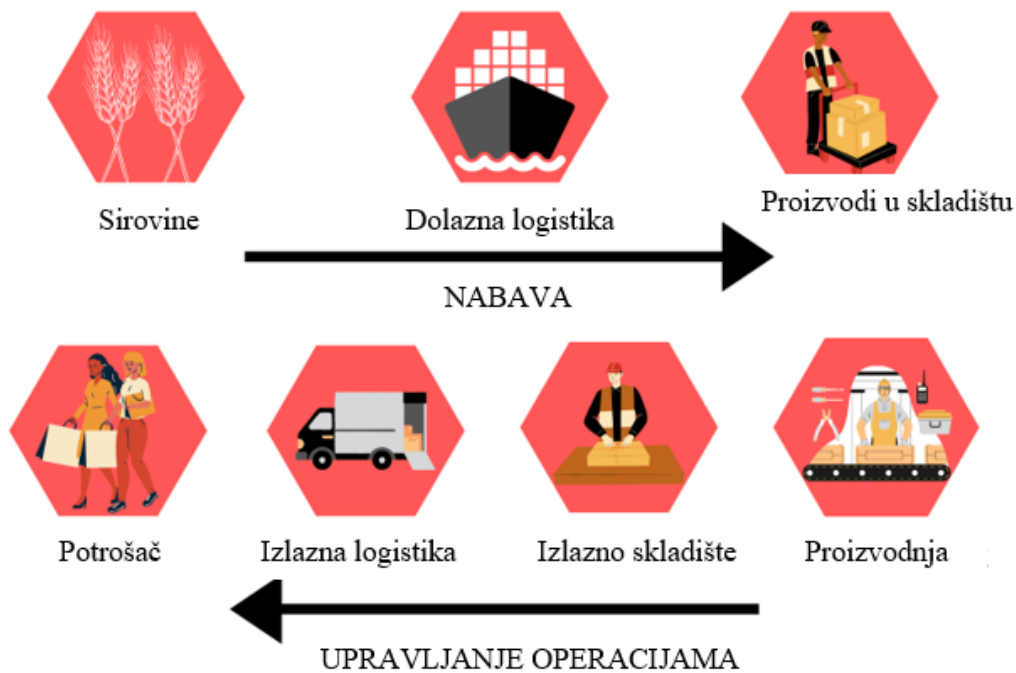 Sirovine
Dolazna logistika
Proizvodi u skladištu
NABAVA
Potrošač
Izlazna logistika
Izlazno skladište
Proizvodnja
UPRAVLJANJE OPERACIJAMA